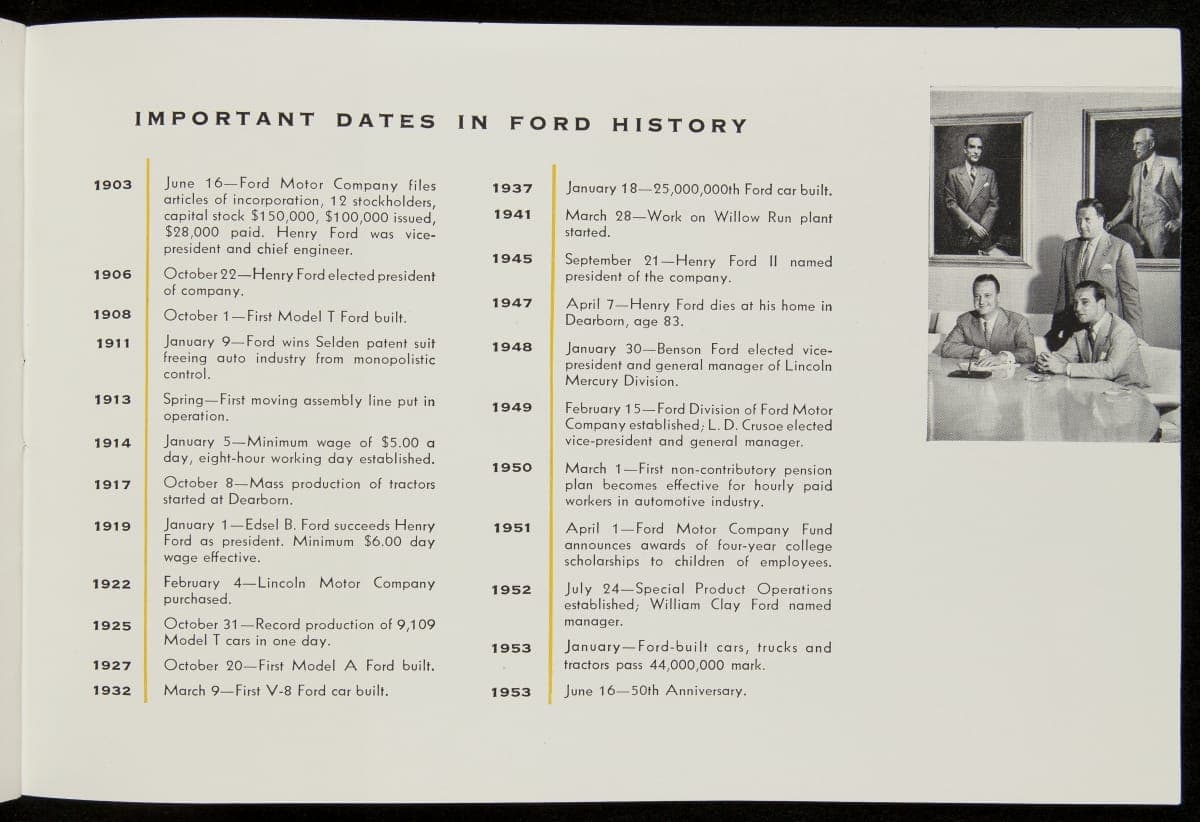 IMPORTANT DATES IN FORD HISTORY
1903 June 16—Ford Motor Company files
articles of incorporation, 12 stockholders,
capital stock $150,000, $100,000 issued,
$28,000 paid. Henry Ford was vice-
president and chief engineer.
1906 October 22—Henry Ford elected president
of company.
1908 October 1—First Model T Ford built.
1911 January 9—Ford wins Selden patent suit
freeing auto industry from monopolistic
control.
1913 Spring—First moving assembly line put in
operation.
1914 January 5—Minimum wage of $5.00 a
day, eight-hour working day established.
1917 October 8—Mass production of tractors
started at Dearborn.
1919 January 1—Edsel B. Ford succeeds Henry
Ford as president. Minimum $6.00 day
wage effective.
1922 February 4—Lincoln Motor Company
purchased.
1925 October 31—Record production of 9,109
Model T cars in one day.
1927 October 20—First Model A Ford built.
1932 March 9—First V-8 Ford car built.
1937 January 18—25,000,000th Ford car built.
1941 March 28—Work on Willow Run plant
started.
1945 September 21—Henry Ford II named
president of the company.
1947 April 7—Henry Ford dies at his home in
Dearborn, age 83.
1948 January 30—Benson Ford elected vice-
president and general manager of Lincoln
Mercury Division.
1949 February 15—Ford Division of Ford Motor
Company established; L. D. Crusoe elected
vice-president and general manager.
1950 March 1—First non-contributory pension
plan becomes effective for hourly paid
workers in automotive industry.
1951 April 1—Ford Motor Company Fund
announces awards of four-year college
scholarships to children of employees.
1952 July 24—Special Product Operations
established; William Clay Ford named
manager.
1953 January—Ford-built cars, trucks and
tractors pass 44,000,000 mark.
1953 June 16—50th Anniversary.